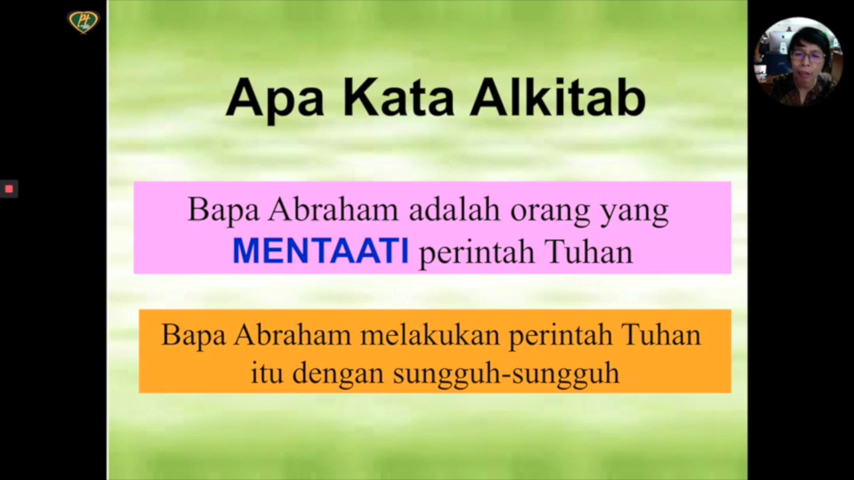 Apa Kata Alkitab
Bapa Abraham adalah orang yang
MENTAATI perintah Tuhan
Bapa Abraham melakukan perintah Tuhan
itu dengan sungguh-sungguh